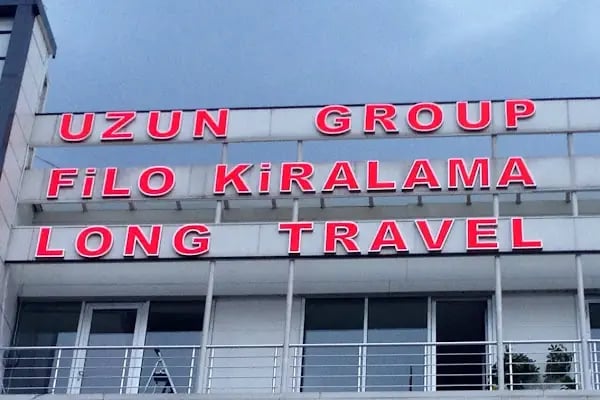 UZUN GROUP
FiLO KiRALAMA
LONG TRAVEL